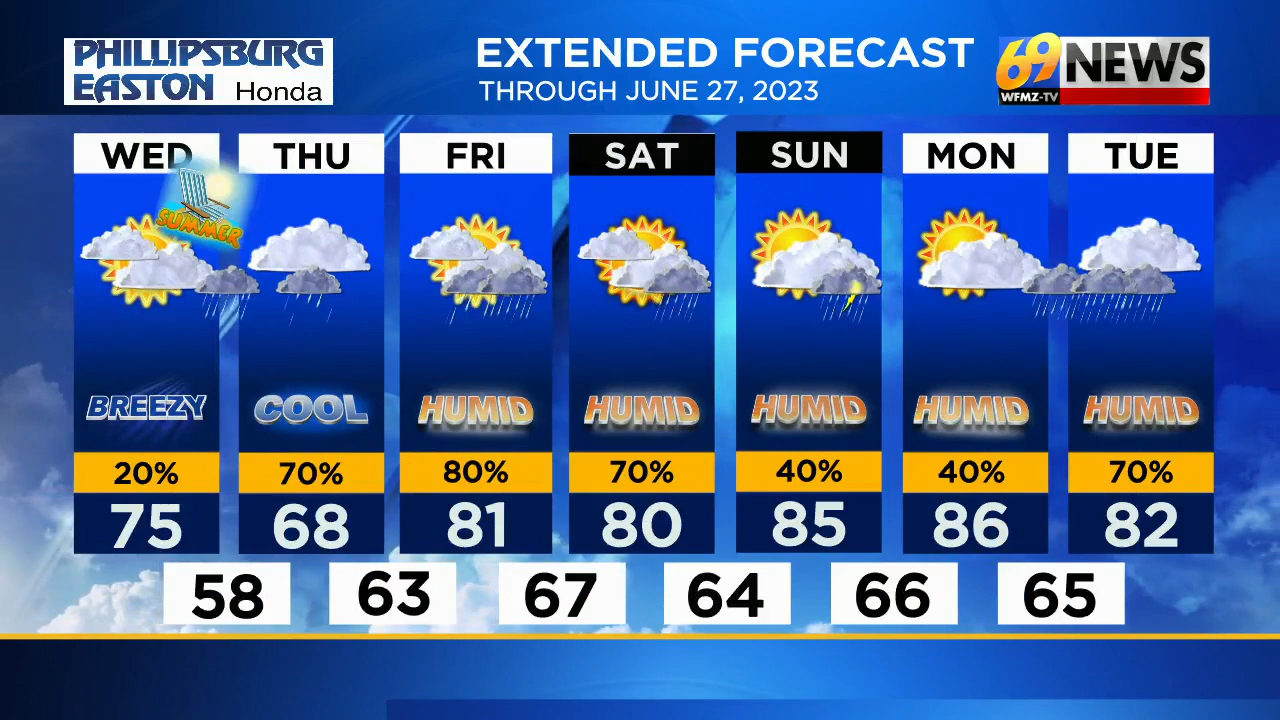 PHILLIPSBURG
EASTON Honda
EXTENDED FORECAST
THROUGH JUNE 27, 2023
69 NEWS
WFMZ-TV
WED THU FRI SAT SUN MON TUE
SUMMER
BREEZY COOL HUMID HUMID HUMID HUMID HUMID
20% 70% 80% 70% 40% 40% 70%
75 68 81 80 85 86 82
58 63 67 64 66 65